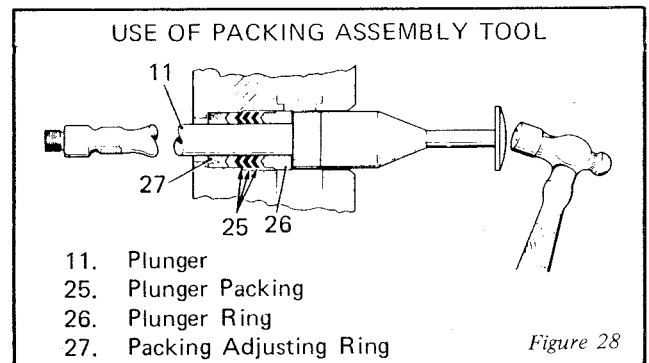 USE OF PACKING ASSEMBLY TOOL
11
27
25 26
11. Plunger
25. Plunger Packing
26. Plunger Ring
27. Packing Adjusting Ring
Figure 28